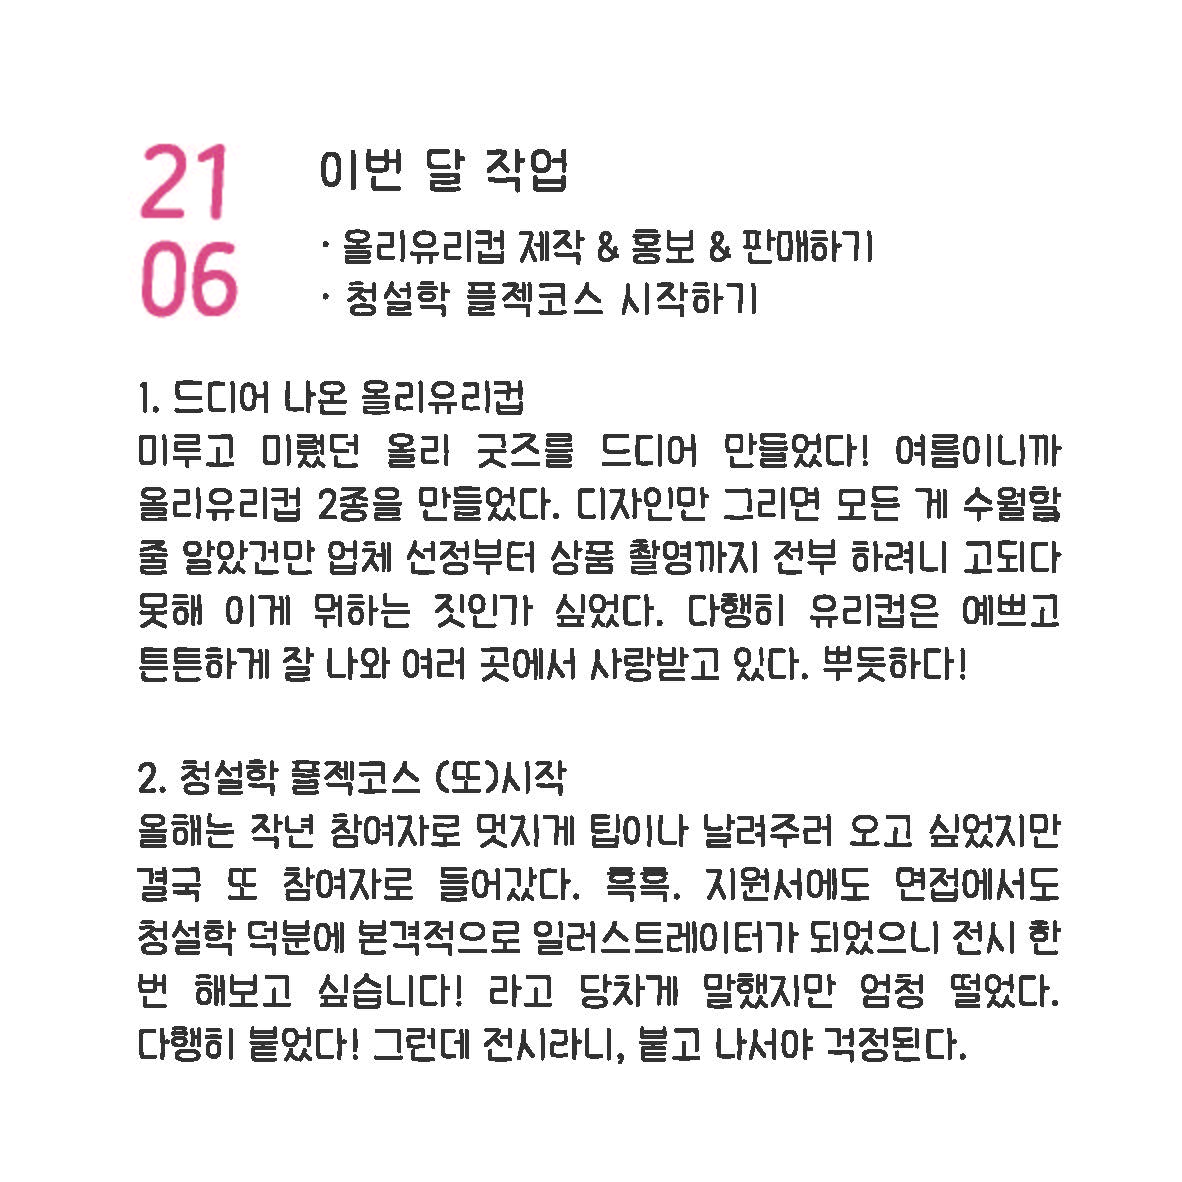 21
06
이번 달 작업
· 올리유리컵 제작 & 홍보 & 판매하기
· 청설학 플젝코스 시작하기
1. 드디어 나온 올리유리컵
미루고 미뤘던 올리 굿즈를 드디어 만들었다! 여름이니까
올리유리컵 2종을 만들었다. 디자인만 그리면 모든 게 수월할
줄 알았건만 업체 선정부터 상품 촬영까지 전부 하려니 고되다
못해 이게 뭐하는 짓인가 싶었다. 다행히 유리컵은 예쁘고
튼튼하게 잘 나와 여러 곳에서 사랑받고 있다. 뿌듯하다!
2. 청설학 플젝코스 (또)시작
올해는 작년 참여자로 멋지게 팁이나 날려주러 오고 싶었지만
결국 또 참여자로 들어갔다. 흑흑. 지원서에도 면접에서도
청설학 덕분에 본격적으로 일러스트레이터가 되었으니 전시 한
번 해보고 싶습니다! 라고 당차게 말했지만 엄청 떨었다.
다행히 붙었다! 그런데 전시라니, 붙고 나서야 걱정된다.